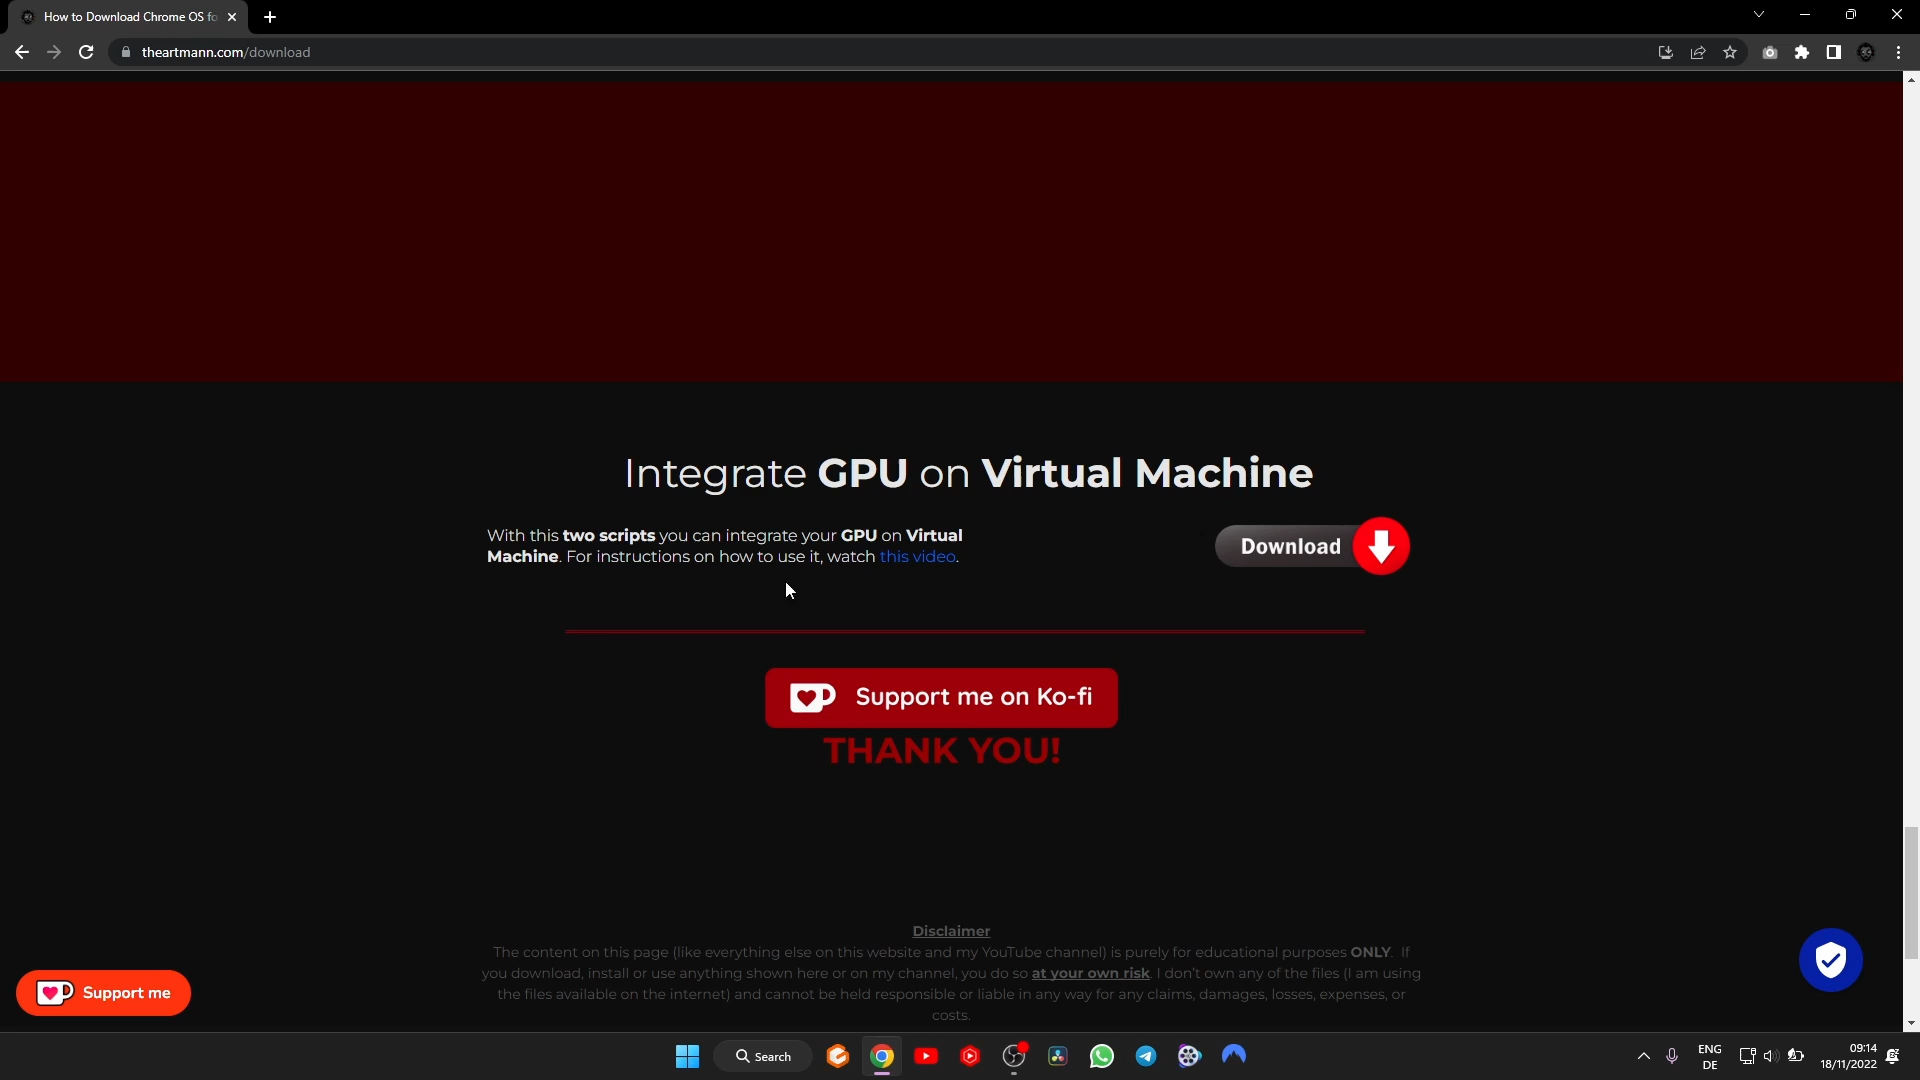 How to Download Chrome OS fo
theartmann.com/download
Integrate GPU on Virtual Machine
With this two scripts you can integrate your GPU on Virtual
Machine. For instructions on how to use it, watch this video.
Download
Support me on Ko-fi
THANK YOU!
Disclaimer
The content on this page (like everything else on this website and my YouTube channel) is purely for educational purposes ONLY. If
you download, install or use anything shown here or on my channel, you do so at your own risk. I don't own any of the files (I am using
the files available on the internet) and cannot be held responsible or liable in any way for any claims, damages, losses, expenses, or
costs.
Support me
Search
ENG
DE
09:14
18/11/2022